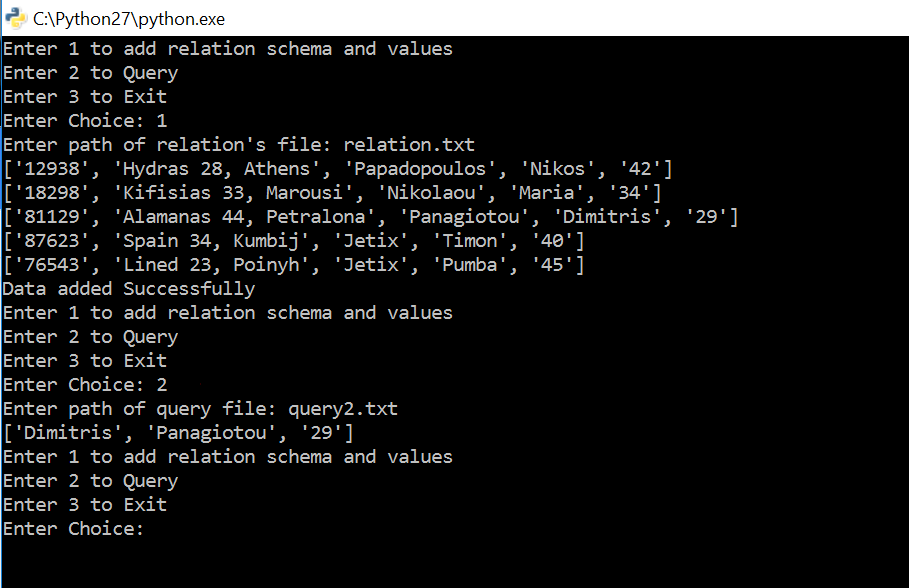 C:\Python27\python.exe
Enter 1 to add relation schema and values
Enter 2 to Query
Enter 3 to Exit
Enter Choice: 1
Enter path of relation's file: relation.txt
['12938', 'Hydras 28, Athens', 'Papadopoulos', 'Nikos', '42']
['18298', 'Kifisias 33, Marousi', 'Nikolaou', 'Maria', '34']
['81129', 'Alamanas 44, Petralona', 'Panagiotou', 'Dimitris', '29']
['87623', 'Spain 34, Kumbij', 'Jetix', 'Timon', '40']
['76543', 'Lined 23, Poinyh', 'Jetix', 'Pumba', '45']
Data added Successfully
Enter 1 to add relation schema and values
Enter 2 to Query
Enter 3 to Exit
Enter Choice: 2
Enter path of query file: query2.txt
['Dimitris', 'Panagiotou', '29']
Enter 1 to add relation schema and values
Enter 2 to Query
Enter 3 to Exit
Enter Choice: